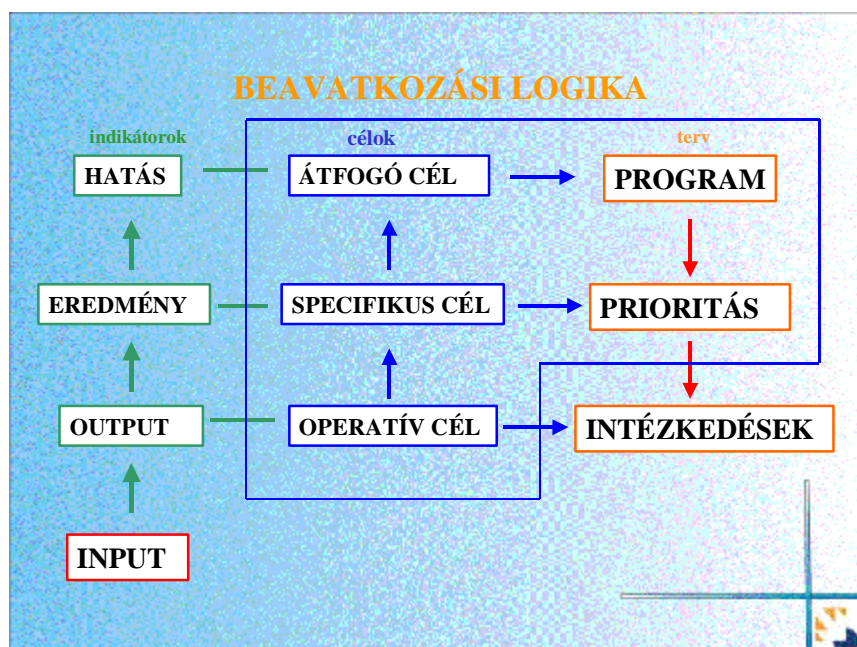 BEAVATKOZÁSI LOGIKA
indikátorok célok terv
HATÁS ÁTFOGÓ CÉL PROGRAM
EREDMÉNY SPECIFIKUS CÉL PRIORITÁS
OUTPUT OPERATÍV CÉL INTÉZKEDÉSEK
INPUT